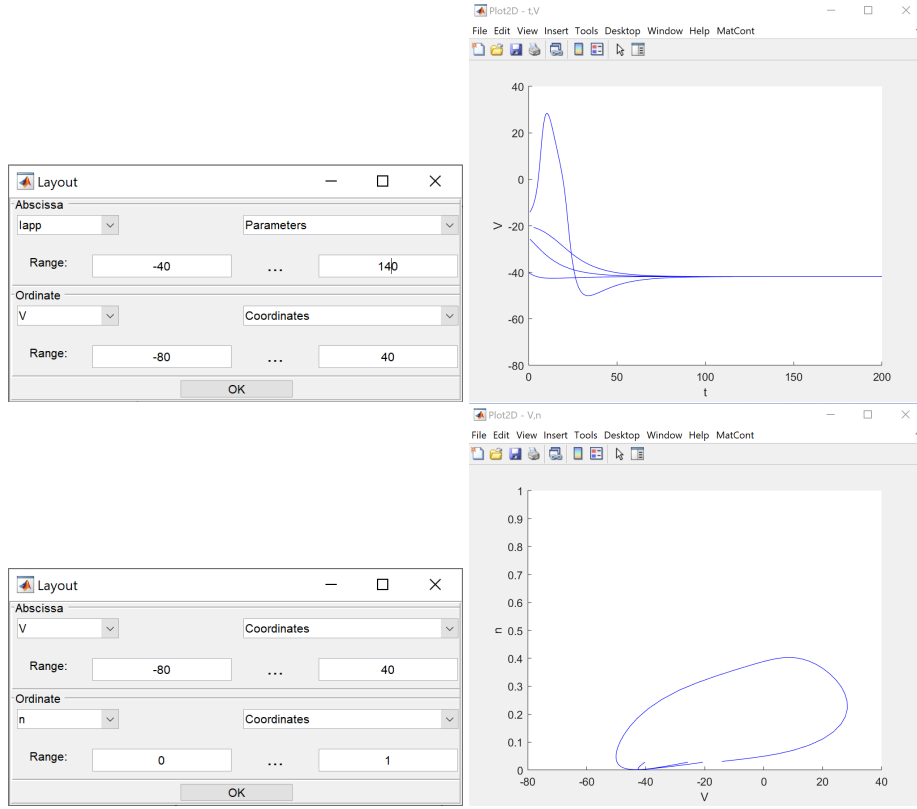 Plot2D - t,V
File Edit View Insert Tools Desktop Window Help MatCont
40
20
0
-20
-40
-60
-80
V
0 50 100 150 200
t
Layout
Abscissa
Iapp Parameters
Range: -40 ... 140
Ordinate
V Coordinates
Range: -80 ... 40
OK
Plot2D - V,n
File Edit View Insert Tools Desktop Window Help MatCont
1
0.9
0.8
0.7
0.6
0.5
0.4
0.3
0.2
0.1
0
n
-80 -60 -40 -20 0 20 40
V
Layout
Abscissa
V Coordinates
Range: -80 ... 40
Ordinate
n Coordinates
Range: 0 ... 1
OK